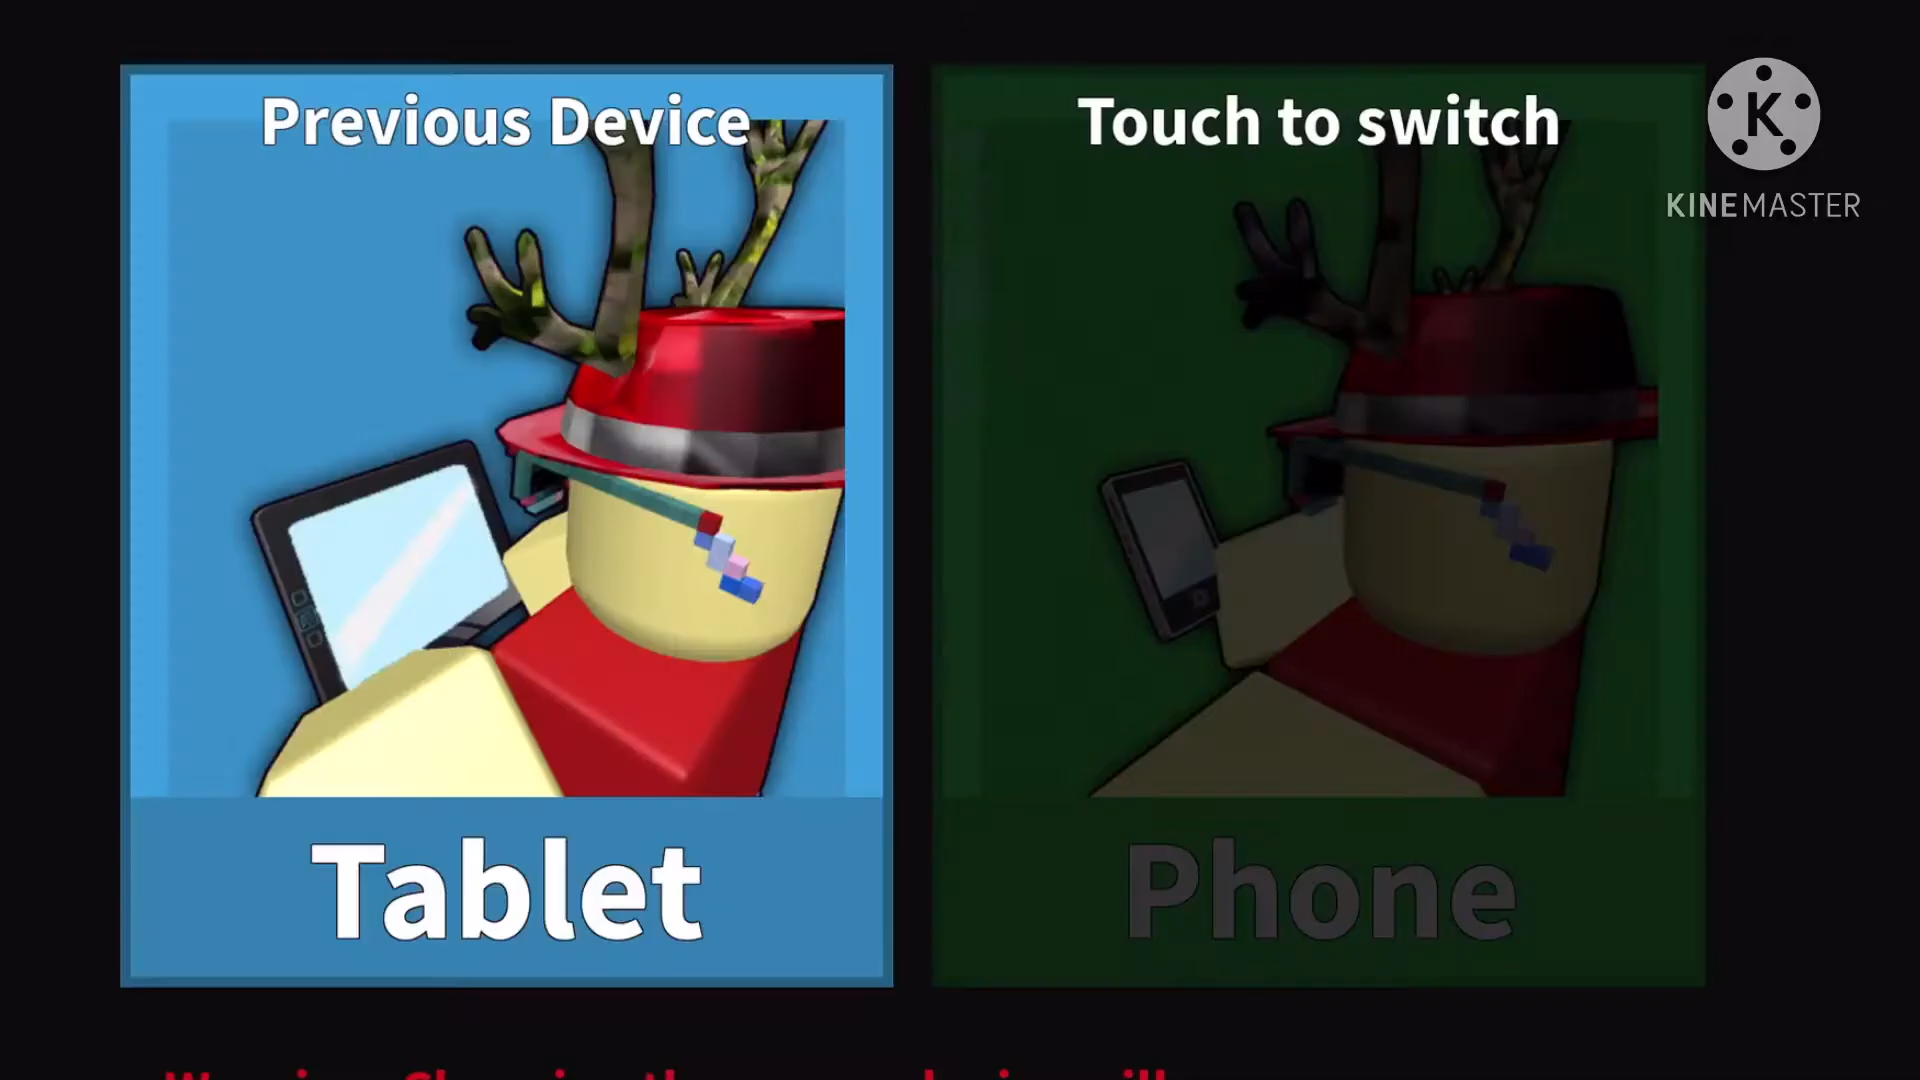 Previous Device
Touch to switch
K
KINEMASTER
Tablet
Phone